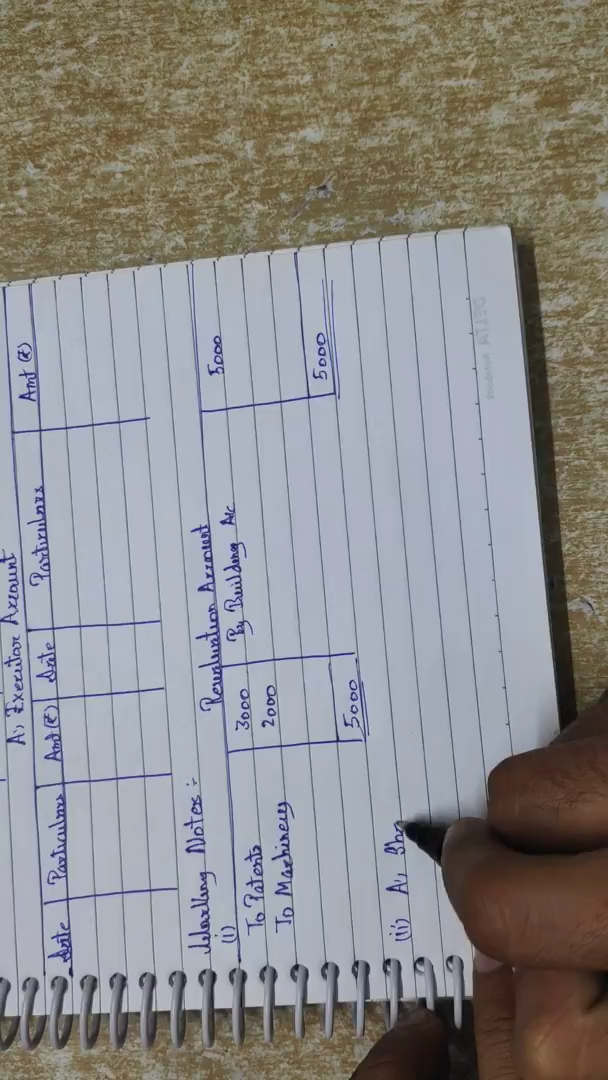 A's Executor Account
Date Particulars Amt (₹) Date Particulars Amt (₹)
Working Notes:-
(i) Revaluation Account
To Patents 3000 By Building A/c 5000
To Machinery 2000
5000 5000
(ii) A's Sha